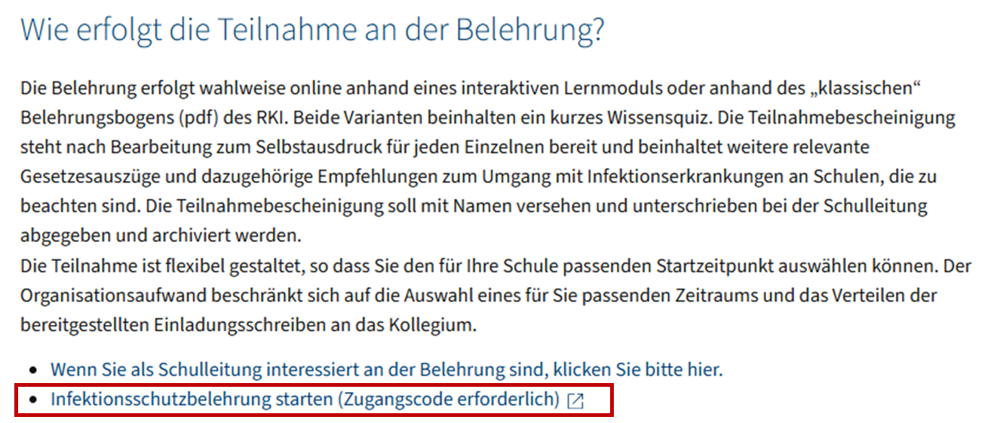 Wie erfolgt die Teilnahme an der Belehrung?
Die Belehrung erfolgt wahlweise online anhand eines interaktiven Lernmoduls oder anhand des „klassischen“
Belehrungsbogens (pdf) des RKI. Beide Varianten beinhalten ein kurzes Wissensquiz. Die Teilnahmebescheinigung
steht nach Bearbeitung zum Selbstausdruck für jeden Einzelnen bereit und beinhaltet weitere relevante
Gesetzesauszüge und dazugehörige Empfehlungen zum Umgang mit Infektionserkrankungen an Schulen, die zu
beachten sind. Die Teilnahmebescheinigung soll mit Namen versehen und unterschrieben bei der Schulleitung
abgegeben und archiviert werden.
Die Teilnahme ist flexibel gestaltet, so dass Sie den für Ihre Schule passenden Startzeitpunkt auswählen können. Der
Organisationsaufwand beschränkt sich auf die Auswahl eines für Sie passenden Zeitraums und das Verteilen der
bereitgestellten Einladungsschreiben an das Kollegium.
• Wenn Sie als Schulleitung interessiert an der Belehrung sind, klicken Sie bitte hier.
• Infektionsschutzbelehrung starten (Zugangscode erforderlich)